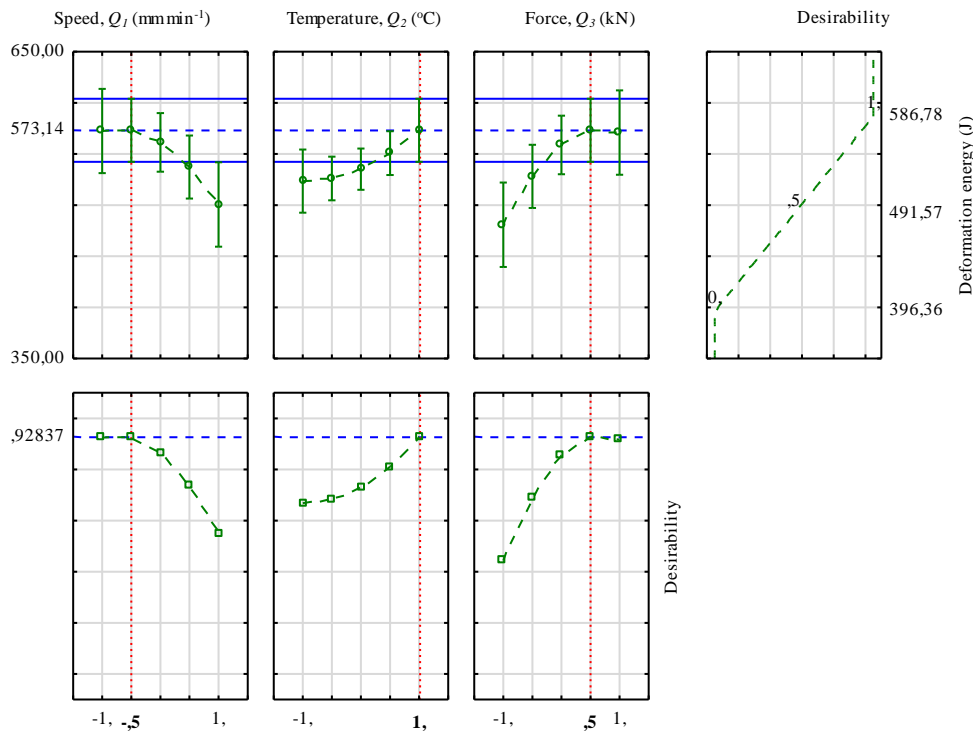 Speed, Q1 (mm min-1)
Temperature, Q2 (ºC)
Force, Q3 (kN)
Desirability
650,00
573,14
350,00
1,
,5
0,
586,78
491,57
396,36
Deformation energy (J)
,92837
Desirability
-1, -,5 1,
-1, 1,
-1, ,5 1,